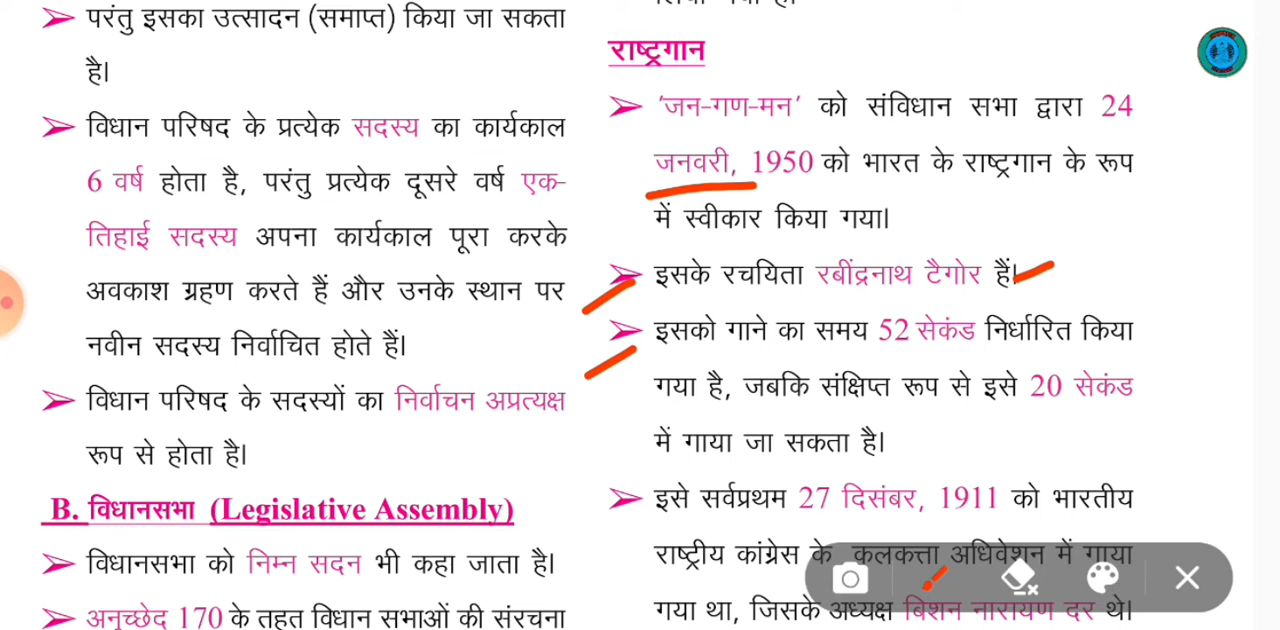 परंतु इसका उत्सादन (समाप्त) किया जा सकता
है।
विधान परिषद के प्रत्येक सदस्य का कार्यकाल
6 वर्ष होता है, परंतु प्रत्येक दूसरे वर्ष एक-
तिहाई सदस्य अपना कार्यकाल पूरा करके
अवकाश ग्रहण करते हैं और उनके स्थान पर
नवीन सदस्य निर्वाचित होते हैं।
विधान परिषद के सदस्यों का निर्वाचन अप्रत्यक्ष
रूप से होता है।
B. विधानसभा (Legislative Assembly)
विधानसभा को निम्न सदन भी कहा जाता है।
अनुच्छेद 170 के तहत विधान सभाओं की संरचना
राष्ट्रगान
'जन-गण-मन' को संविधान सभा द्वारा 24
जनवरी, 1950 को भारत के राष्ट्रगान के रूप
में स्वीकार किया गया।
इसके रचयिता रबींद्रनाथ टैगोर हैं।
इसको गाने का समय 52 सेकंड निर्धारित किया
गया है, जबकि संक्षिप्त रूप से इसे 20 सेकंड
में गाया जा सकता है।
इसे सर्वप्रथम 27 दिसंबर, 1911 को भारतीय
राष्ट्रीय कांग्रेस के कलकत्ता अधिवेशन में गाया
गया था, जिसके अध्यक्ष बिशन नारायण दर थे।